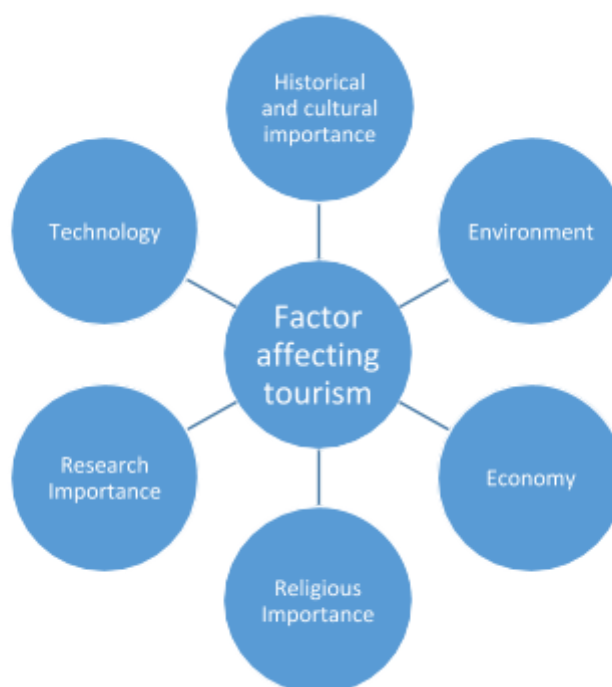 Historical
and cultural
importance
Technology
Environment
Factor
affecting
tourism
Research
Importance
Economy
Religious
Importance